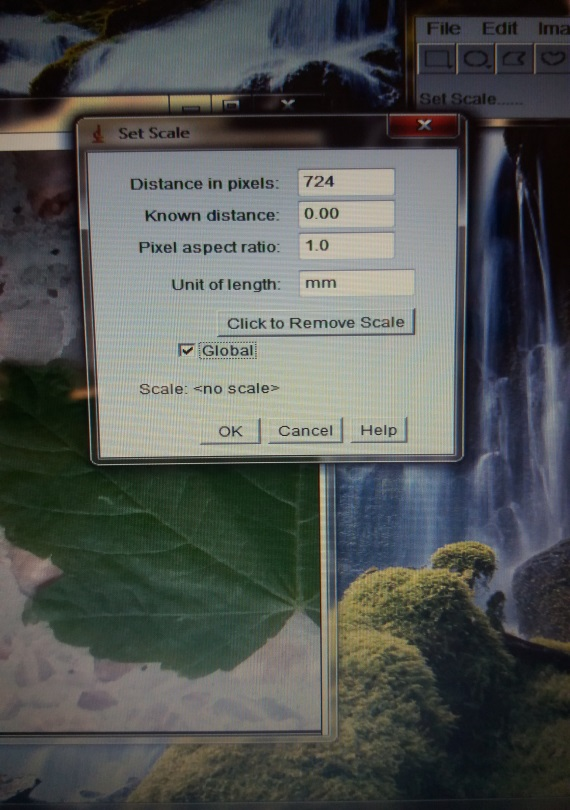 File Edit Ima
Set Scale......
Set Scale
Distance in pixels: 724
Known distance: 0.00
Pixel aspect ratio: 1.0
Unit of length: mm
Click to Remove Scale
Global
Scale: <no scale>
OK Cancel Help